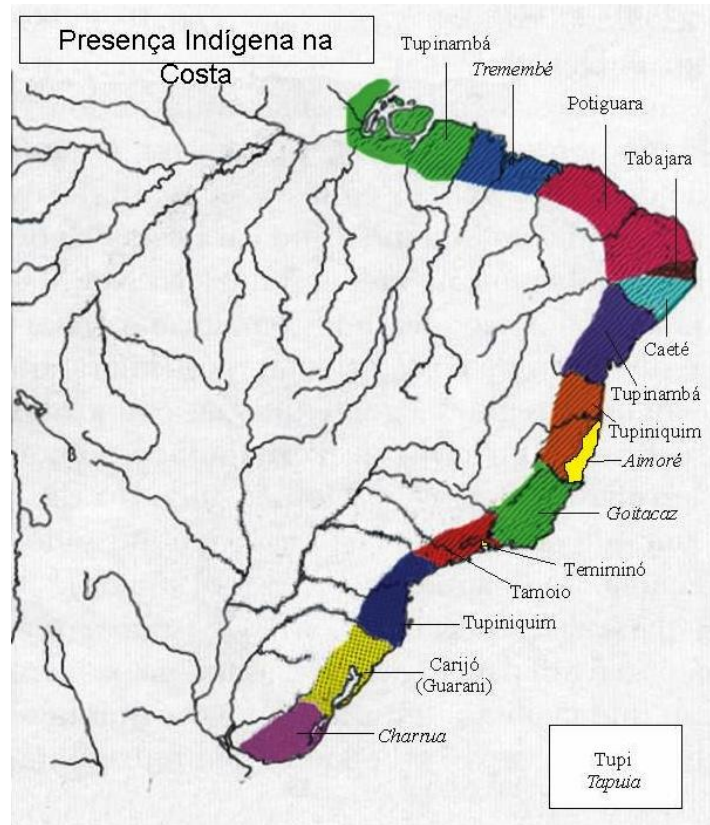 Presença Indígena na
Costa
Tupinambá
Tremembé
Potiguara
Tabajara
Caeté
Tupinambá
Tupiniquim
Aimoré
Goitacaz
Temiminó
Tamoio
Tupiniquim
Carijó
(Guarani)
Charrua
Tupi
Tapuia